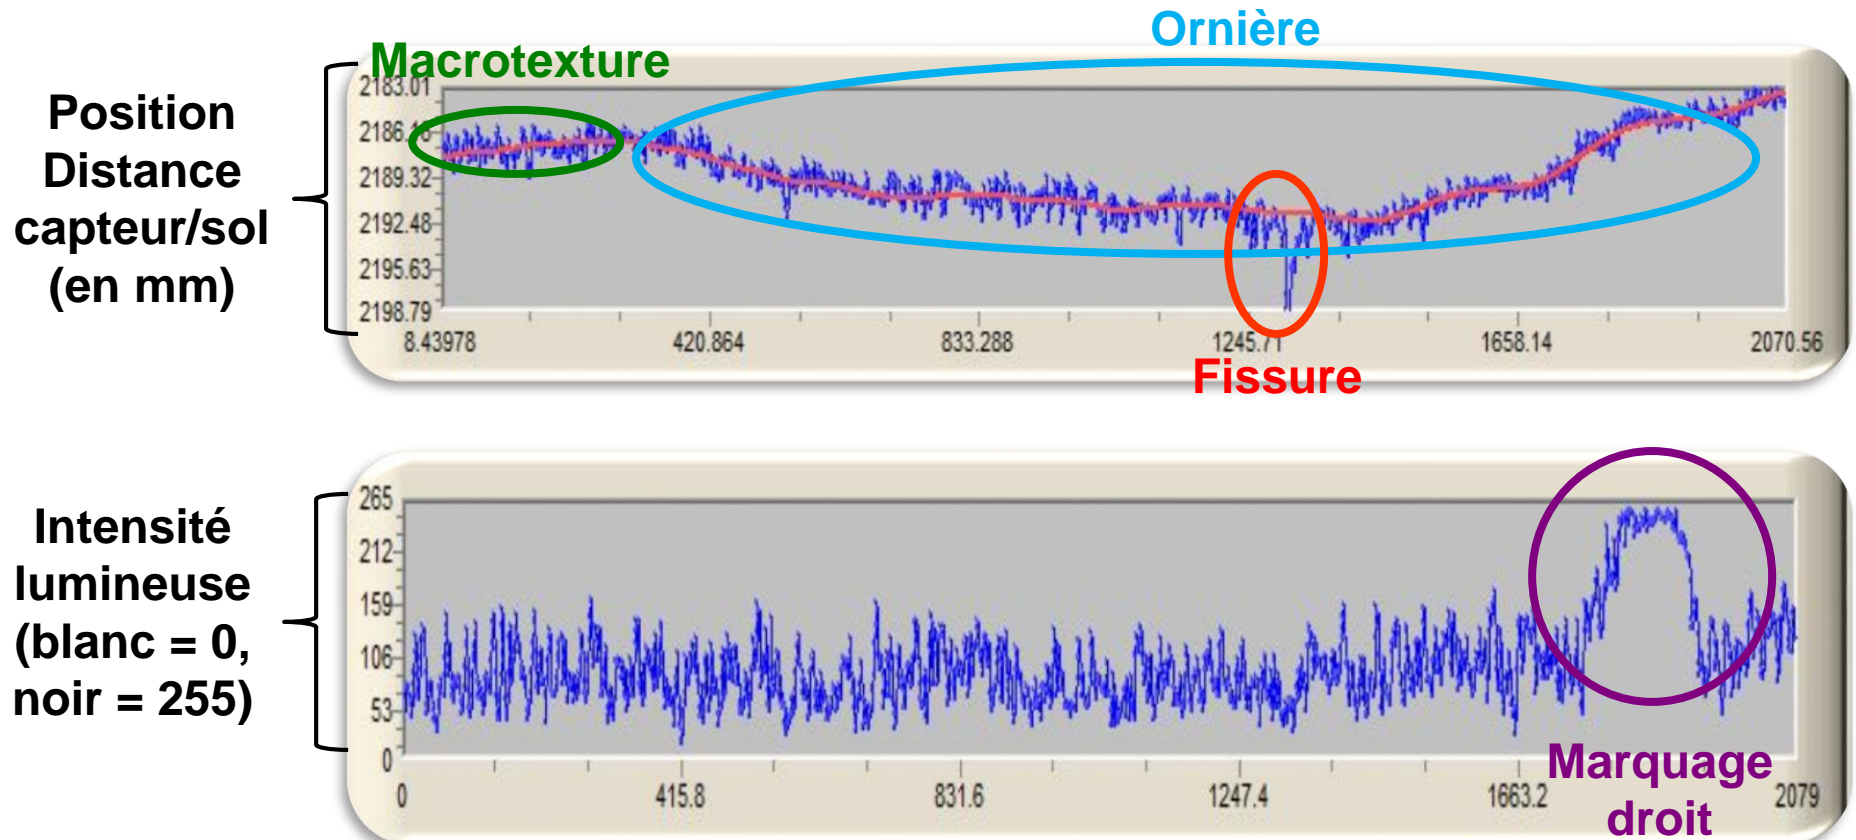 Ornière
Macrotexture
Position
Distance
capteur/sol
(en mm)
2183.01
2186.16
2189.32
2192.48
2195.63
2198.79
8.43978 420.864 833.288 1245.71 1658.14 2070.56
Fissure
Intensité
lumineuse
(blanc = 0,
noir = 255)
265
212
159
106
53
0
0 415.8 831.6 1247.4 1663.2 2079
Marquage
droit